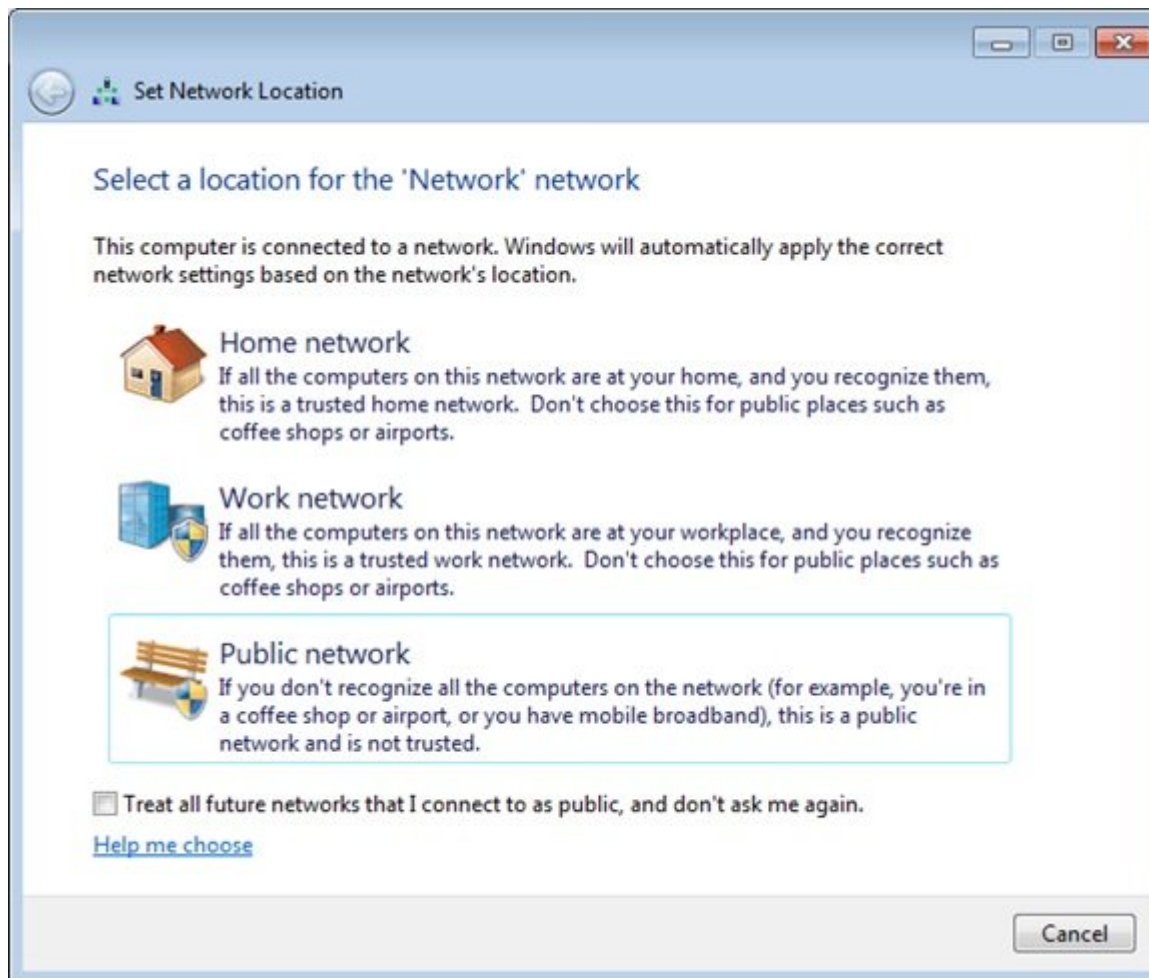 Set Network Location
Select a location for the 'Network' network
This computer is connected to a network. Windows will automatically apply the correct
network settings based on the network's location.
Home network
If all the computers on this network are at your home, and you recognize them,
this is a trusted home network.  Don't choose this for public places such as
coffee shops or airports.
Work network
If all the computers on this network are at your workplace, and you recognize
them, this is a trusted work network.  Don't choose this for public places such as
coffee shops or airports.
Public network
If you don't recognize all the computers on the network (for example, you're in
a coffee shop or airport, or you have mobile broadband), this is a public
network and is not trusted.
Treat all future networks that I connect to as public, and don't ask me again.
Help me choose
Cancel